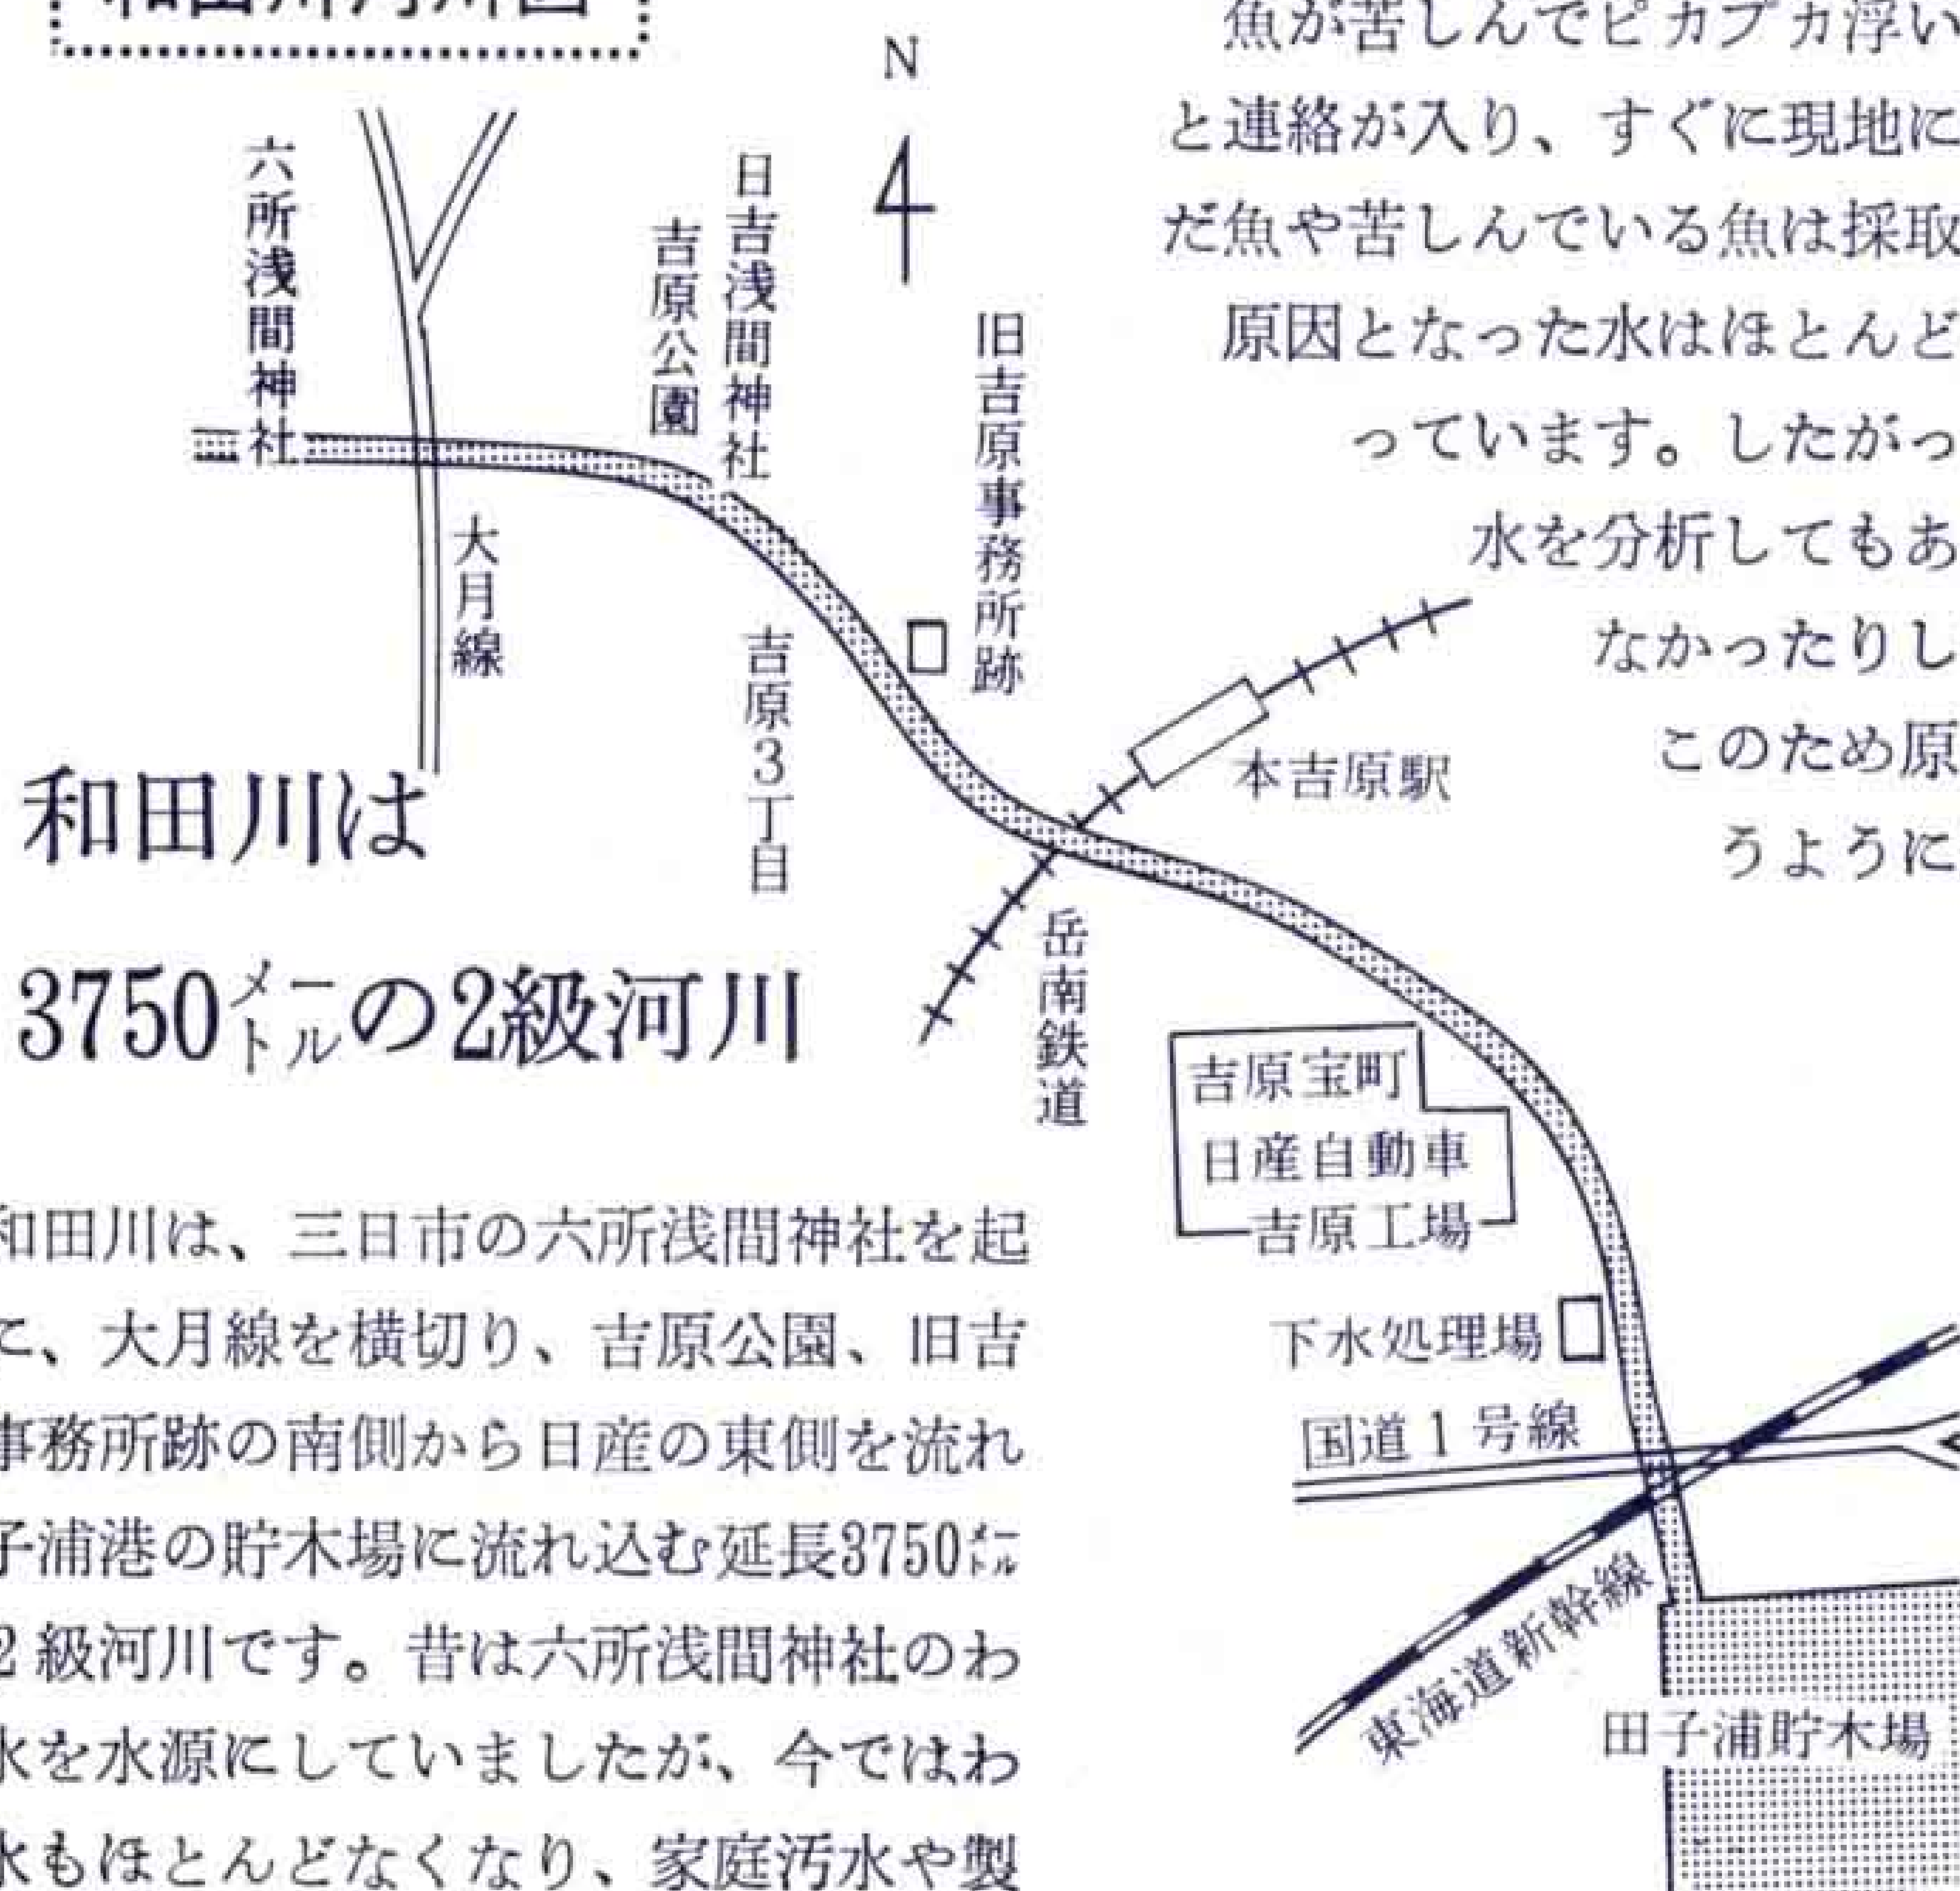 和田川河川図
N
六所浅間神社
日吉浅間神社
吉原公園
旧吉原事務所跡
大月線
吉原3丁目
本吉原駅
岳南鉄道
吉原宝町
日産自動車
吉原工場
下水処理場
国道1号線
東海道新幹線
田子浦貯木場
魚が苦しんでピカプカ浮い
と連絡が入り、すぐに現地に
だ魚や苦しんでいる魚は採取
原因となった水はほとんど
っています。したがっ
水を分析してもあ
なかったりし
このため原
うように
和田川は
3750メートルの2級河川
和田川は、三日市の六所浅間神社を起
に、大月線を横切り、吉原公園、旧吉
事務所跡の南側から日産の東側を流れ
子浦港の貯木場に流れ込む延長3750メートル
2級河川です。昔は六所浅間神社のわ
水を水源にしていましたが、今ではわ
水もほとんどなくなり、家庭汚水や製